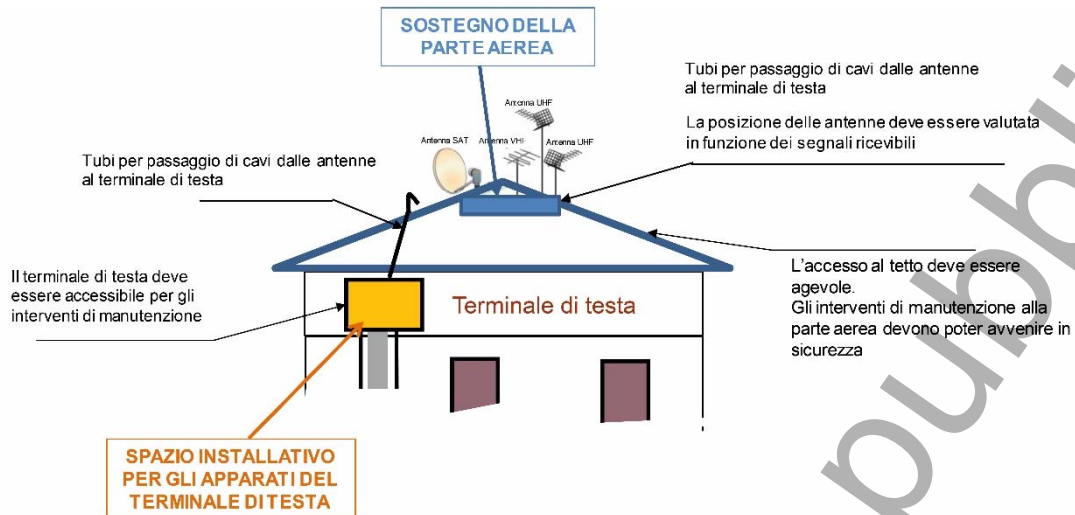 SOSTEGNO DELLA
PARTE AEREA
Tubi per passaggio di cavi dalle antenne
al terminale di testa
La posizione delle antenne deve essere valutata
in funzione dei segnali ricevibili
Antenna UHF
Antenna SAT
Antenna VHF
Antenna UHF
Tubi per passaggio di cavi dalle antenne
al terminale di testa
Il terminale di testa deve
essere accessibile per gli
interventi di manutenzione
Terminale di testa
L'accesso al tetto deve essere
agevole.
Gli interventi di manutenzione alla
parte aerea devono poter avvenire in
sicurezza
SPAZIO INSTALLATIVO
PER GLI APPARATI DEL
TERMINALE DI TESTA